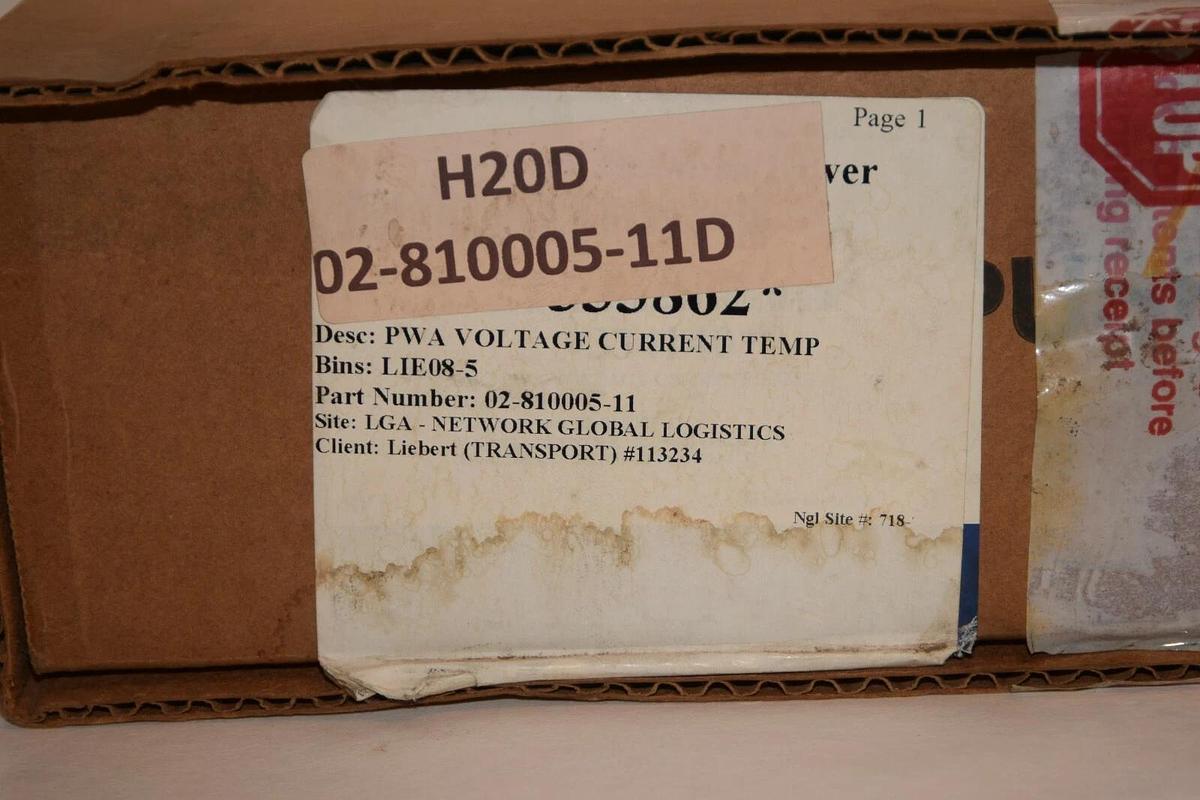 Page 1
H20D
02-810005-11D
Desc: PWA VOLTAGE CURRENT TEMP
Bins: LIE08-5
Part Number: 02-810005-11
Site: LGA - NETWORK GLOBAL LOGISTICS
Client: Liebert (TRANSPORT) #113234
Ngl Site #: 718-
before
receipt